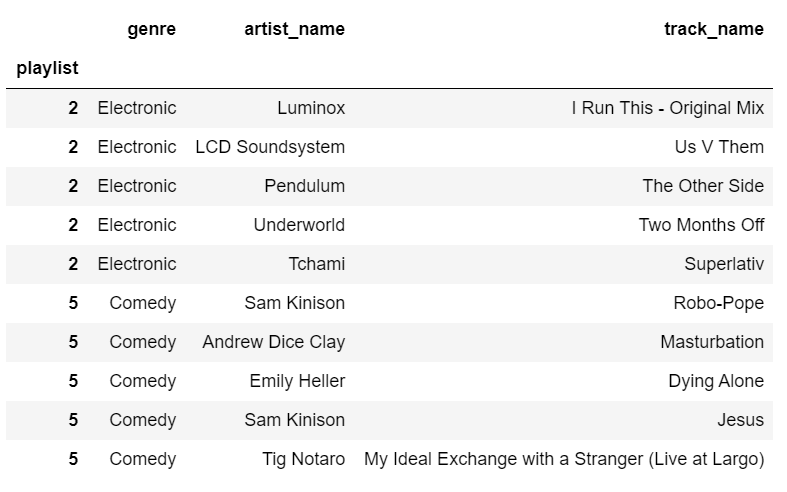 genre artist_name track_name
playlist
2 Electronic Luminox I Run This - Original Mix
2 Electronic LCD Soundsystem Us V Them
2 Electronic Pendulum The Other Side
2 Electronic Underworld Two Months Off
2 Electronic Tchami Superlativ
5 Comedy Sam Kinison Robo-Pope
5 Comedy Andrew Dice Clay Masturbation
5 Comedy Emily Heller Dying Alone
5 Comedy Sam Kinison Jesus
5 Comedy Tig Notaro My Ideal Exchange with a Stranger (Live at Largo)